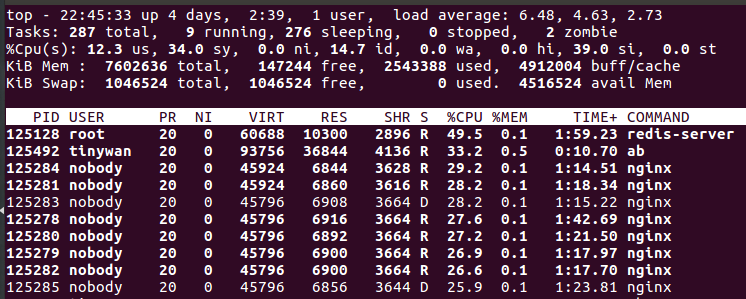 top - 22:45:33 up 4 days,  2:39,  1 user,  load average: 6.48, 4.63, 2.73
Tasks: 287 total,   9 running, 276 sleeping,   0 stopped,   2 zombie
%Cpu(s): 12.3 us, 34.0 sy,  0.0 ni, 14.7 id,  0.0 wa,  0.0 hi, 39.0 si,  0.0 st
KiB Mem :  7602636 total,   147244 free,  2543388 used,  4912004 buff/cache
KiB Swap:  1046524 total,  1046524 free,        0 used.  4516524 avail Mem
PID USER PR NI VIRT RES SHR S %CPU %MEM TIME+ COMMAND
125128 root 20 0 60688 10300 2896 R 49.5 0.1 1:59.23 redis-server
125492 tinywan 20 0 93756 36844 4136 R 33.2 0.5 0:10.70 ab
125284 nobody 20 0 45924 6844 3628 R 29.2 0.1 1:14.51 nginx
125281 nobody 20 0 45924 6860 3616 R 28.2 0.1 1:18.34 nginx
125283 nobody 20 0 45796 6908 3664 D 28.2 0.1 1:15.22 nginx
125278 nobody 20 0 45796 6916 3664 R 27.6 0.1 1:42.69 nginx
125280 nobody 20 0 45796 6892 3664 R 27.2 0.1 1:21.50 nginx
125279 nobody 20 0 45796 6900 3664 R 26.9 0.1 1:17.97 nginx
125282 nobody 20 0 45796 6900 3664 R 26.6 0.1 1:17.70 nginx
125285 nobody 20 0 45796 6856 3644 D 25.9 0.1 1:23.81 nginx